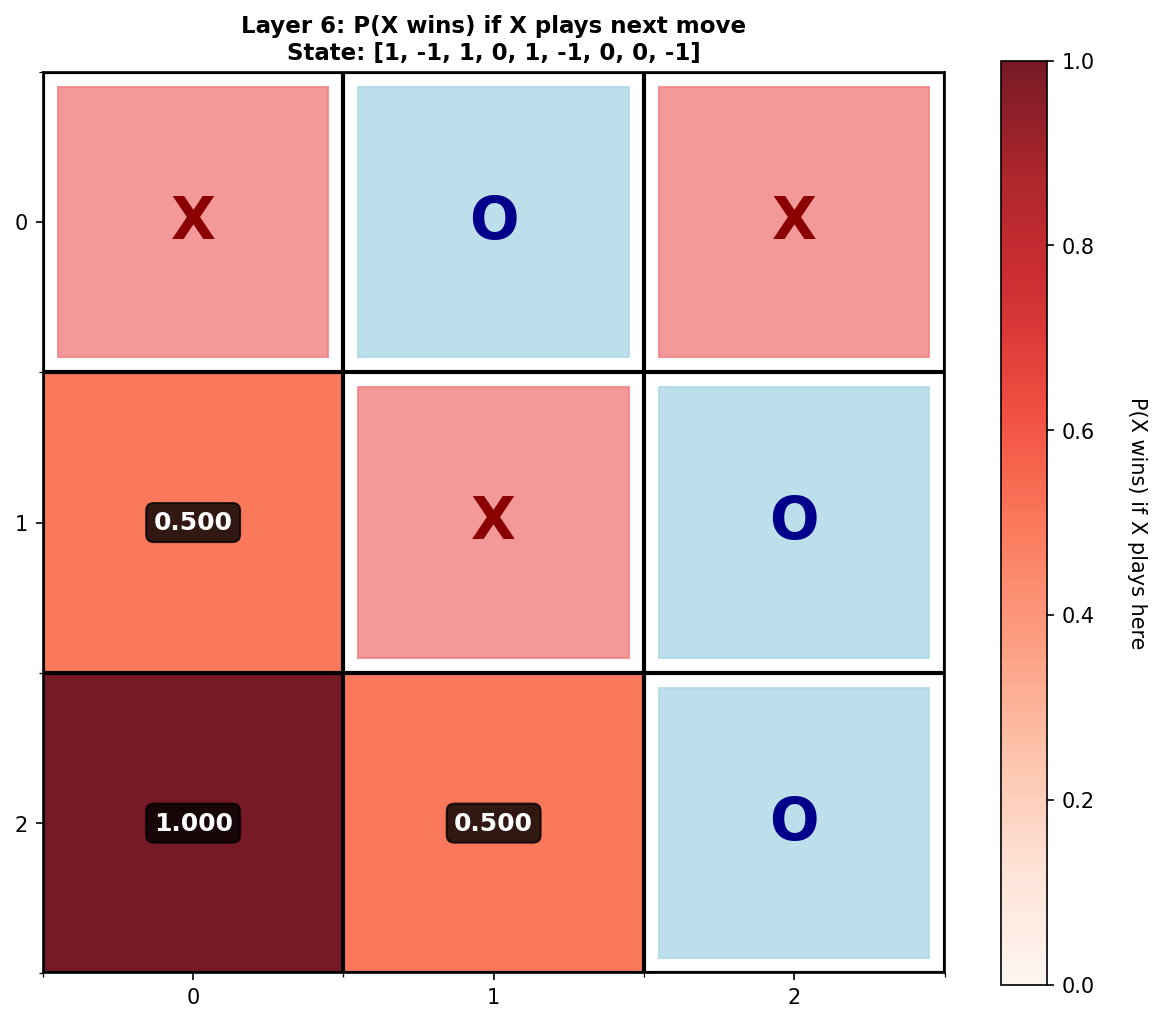 Layer 6: P(X wins) if X plays next move
State: [1, -1, 1, 0, 1, -1, 0, 0, -1]
X O X
0
0.500 X O
1
1.000 0.500 O
2
0 1 2
1.0
0.8
0.6
0.4
0.2
0.0
P(X wins) if X plays here